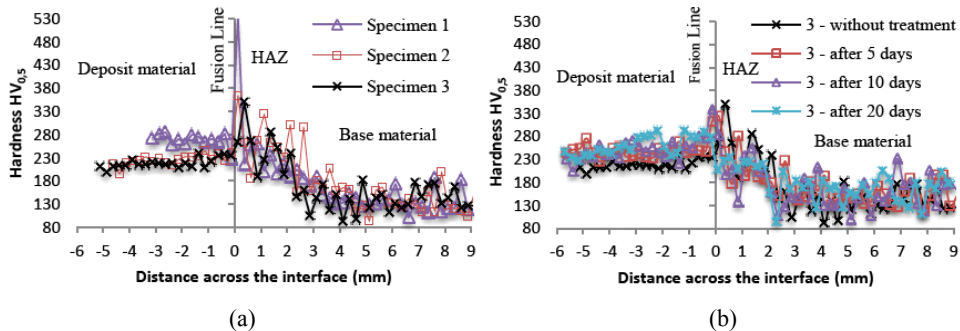 530
480
430
380
330
280
230
180
130
80
Hardness HV0,5
Deposit material
Fusion Line
HAZ
Specimen 1
Specimen 2
Specimen 3
Base material
-6 -5 -4 -3 -2 -1 0 1 2 3 4 5 6 7 8 9
Distance across the interface (mm)
(a)
530
480
430
380
330
280
230
180
130
80
Hardness HV0,5
Deposit material
Fusion Line
HAZ
3 - without treatment
3 - after 5 days
3 - after 10 days
3 - after 20 days
Base material
-6 -5 -4 -3 -2 -1 0 1 2 3 4 5 6 7 8 9
Distance across the interface (mm)
(b)